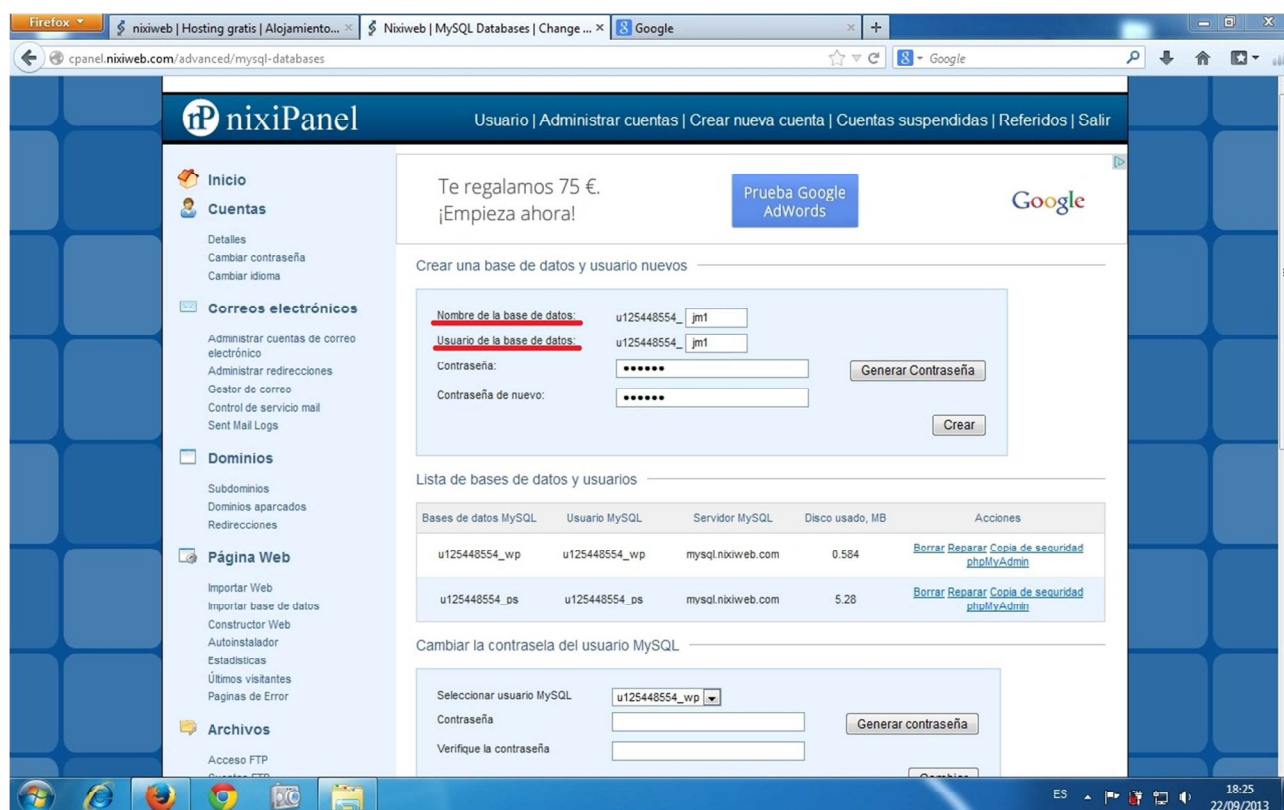 Firefox
nixiweb | Hosting gratis | Alojamiento... ×
Nixiweb | MySQL Databases | Change ... ×
Google ×
cpanel.nixiweb.com/advanced/mysql-databases
Google
nP nixiPanel
Usuario | Administrar cuentas | Crear nueva cuenta | Cuentas suspendidas | Referidos | Salir
Inicio
Cuentas
Detalles
Cambiar contraseña
Cambiar idioma
Correos electrónicos
Administrar cuentas de correo
electrónico
Administrar redirecciones
Gestor de correo
Control de servicio mail
Sent Mail Logs
Dominios
Subdominios
Dominios aparcados
Redirecciones
Página Web
Importar Web
Importar base de datos
Constructor Web
Autoinstalador
Estadísticas
Últimos visitantes
Paginas de Error
Archivos
Acceso FTP
Te regalamos 75 €.
¡Empieza ahora!
Prueba Google
AdWords
Google
Crear una base de datos y usuario nuevos
Nombre de la base de datos: u125448554_ jm1
Usuario de la base de datos: u125448554_ jm1
Contraseña: •••••• Generar Contraseña
Contraseña de nuevo: ••••••
Crear
Lista de bases de datos y usuarios
Bases de datos MySQL Usuario MySQL Servidor MySQL Disco usado, MB Acciones
u125448554_wp u125448554_wp mysql.nixiweb.com 0.584 Borrar Reparar Copia de seguridad
phpMyAdmin
u125448554_ps u125448554_ps mysql.nixiweb.com 5.28 Borrar Reparar Copia de seguridad
phpMyAdmin
Cambiar la contrasela del usuario MySQL
Seleccionar usuario MySQL u125448554_wp
Contraseña Generar contraseña
Verifique la contraseña
ES 18:25
22/09/2013